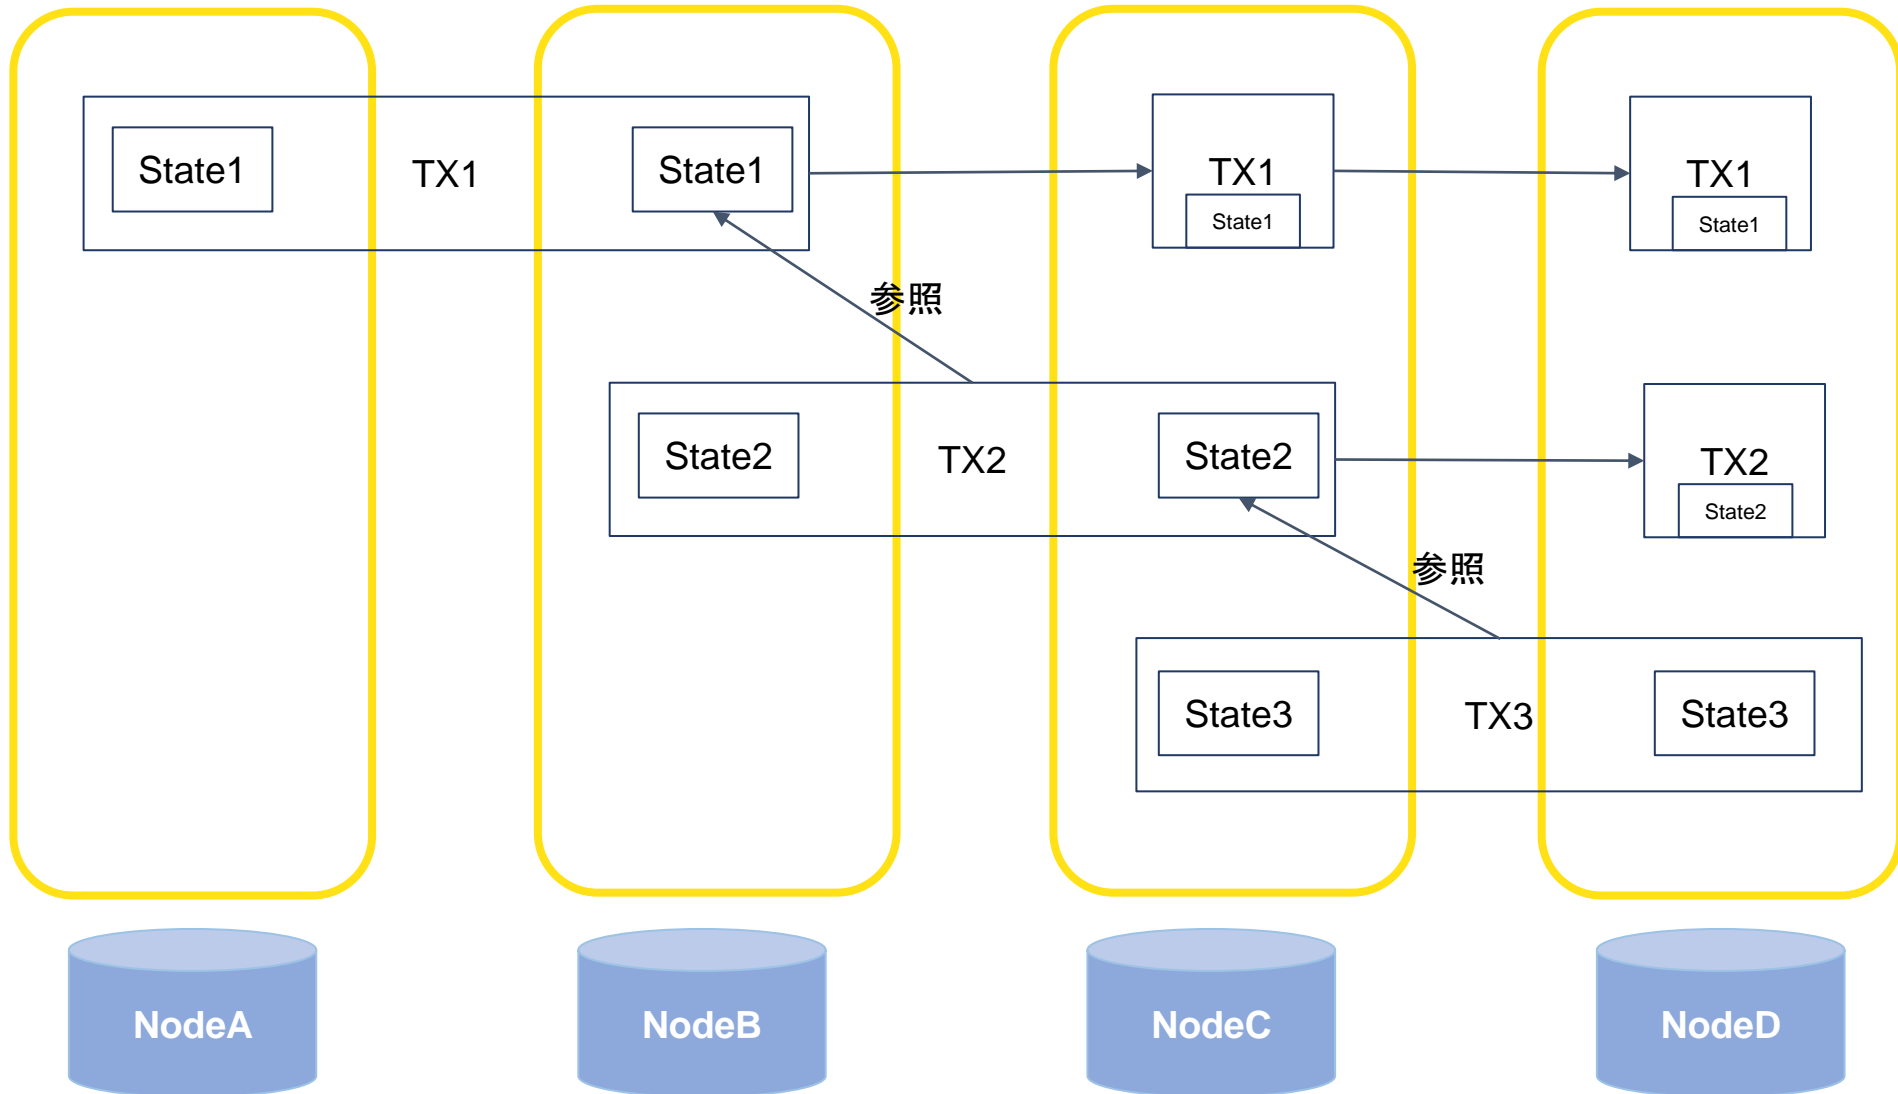 State1
TX1
State1
TX1
State1
TX1
State1
参照
State2
TX2
State2
TX2
State2
参照
State3
TX3
State3
NodeA
NodeB
NodeC
NodeD